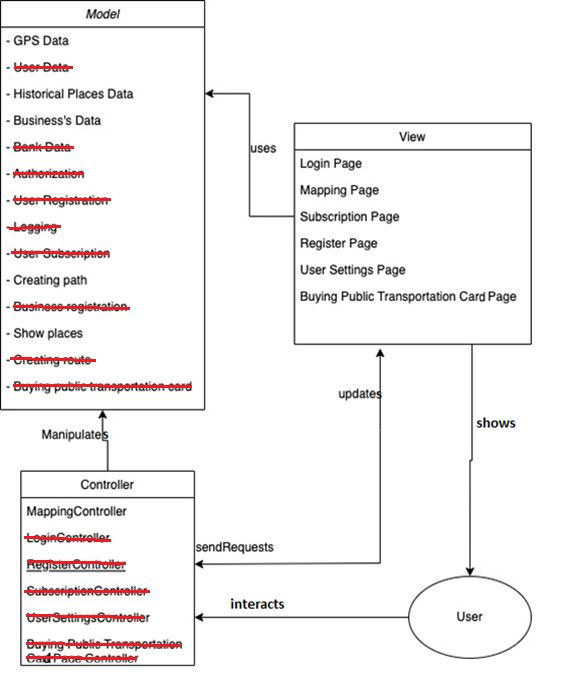 Model
- GPS Data
- User Data
- Historical Places Data
- Business's Data
- Bank Data
- Authorization
- User Registration
- Logging
- User Subscription
- Creating path
- Business registration
- Show places
- Creating route
- Buying public transportation card
uses
View
Login Page
Mapping Page
Subscription Page
Register Page
User Settings Page
Buying Public Transportation Card Page
updates
shows
Manipulates
Controller
MappingController
LoginController
RegisterController
SubscriptionController
UserSettingsController
Buying Public Transportation
Card Page Controller
sendRequests
interacts
User